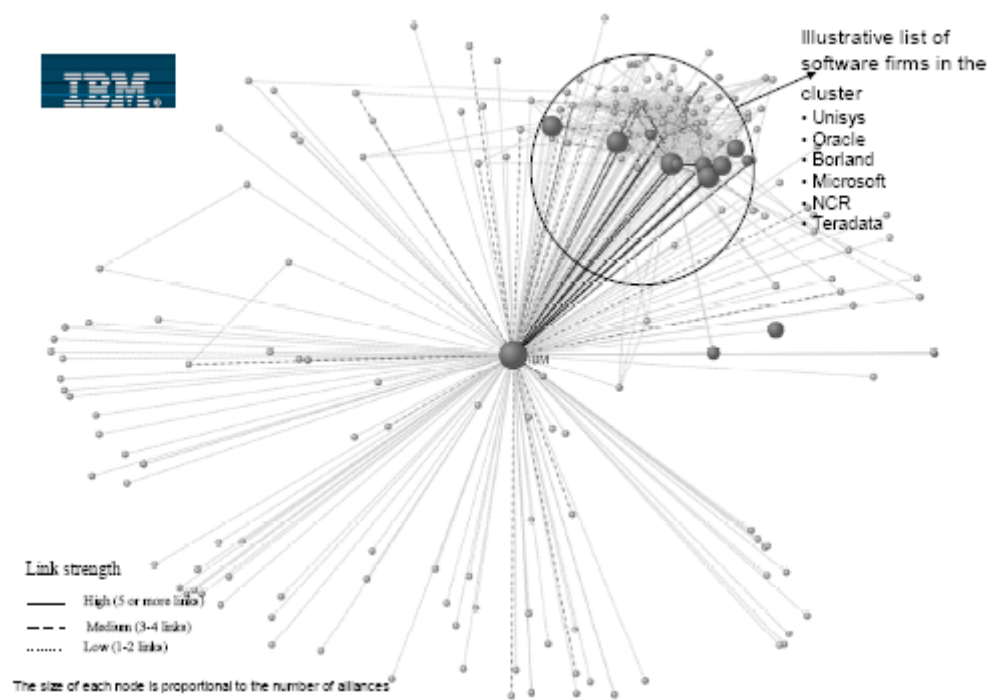 IBM
Illustrative list of
software firms in the
cluster
• Unisys
• Oracle
• Borland
• Microsoft
• NCR
• Teradata
IBM
Link strength
High (5 or more links)
Medium (3-4 links)
Low (1-2 links)
The size of each node is proportional to the number of alliances